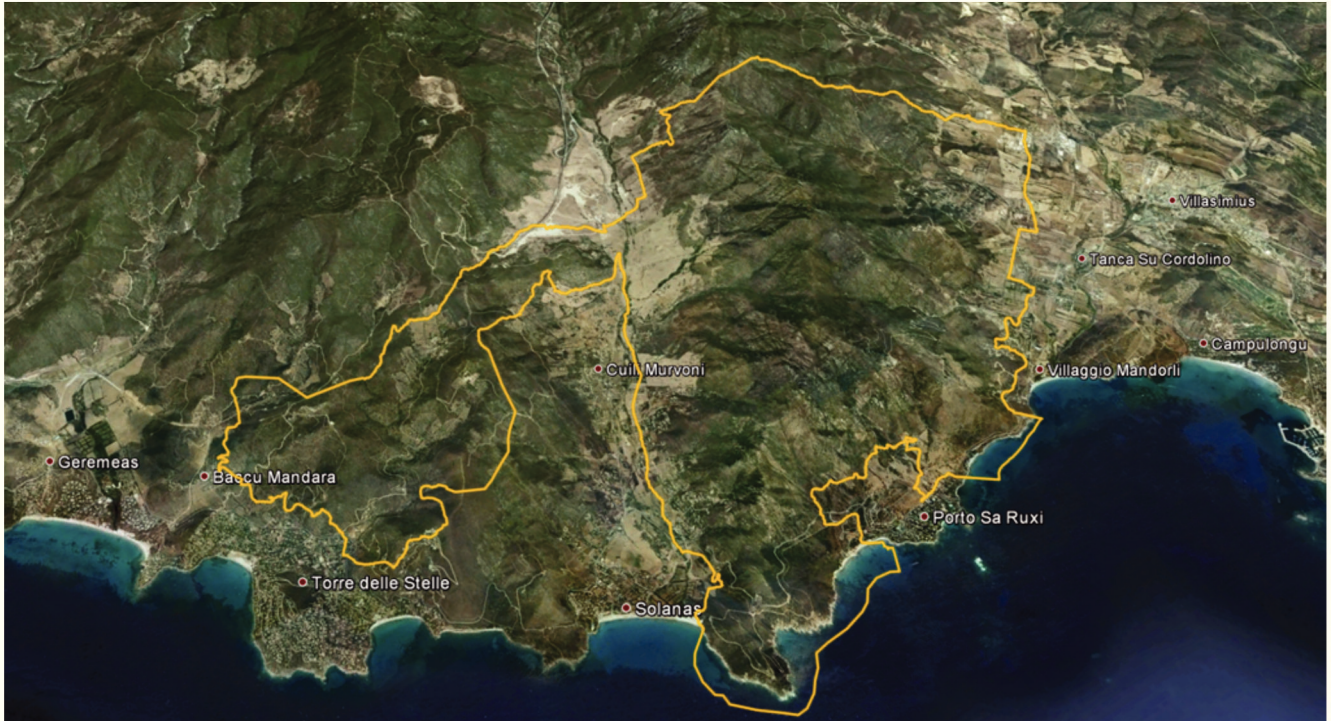 Villasimius
Tanca Su Cordolino
Campulongu
Cuili Murvoni
Villaggio Mandorli
Geremeas
Baccu Mandara
Porto Sa Ruxi
Torre delle Stelle
Solanas